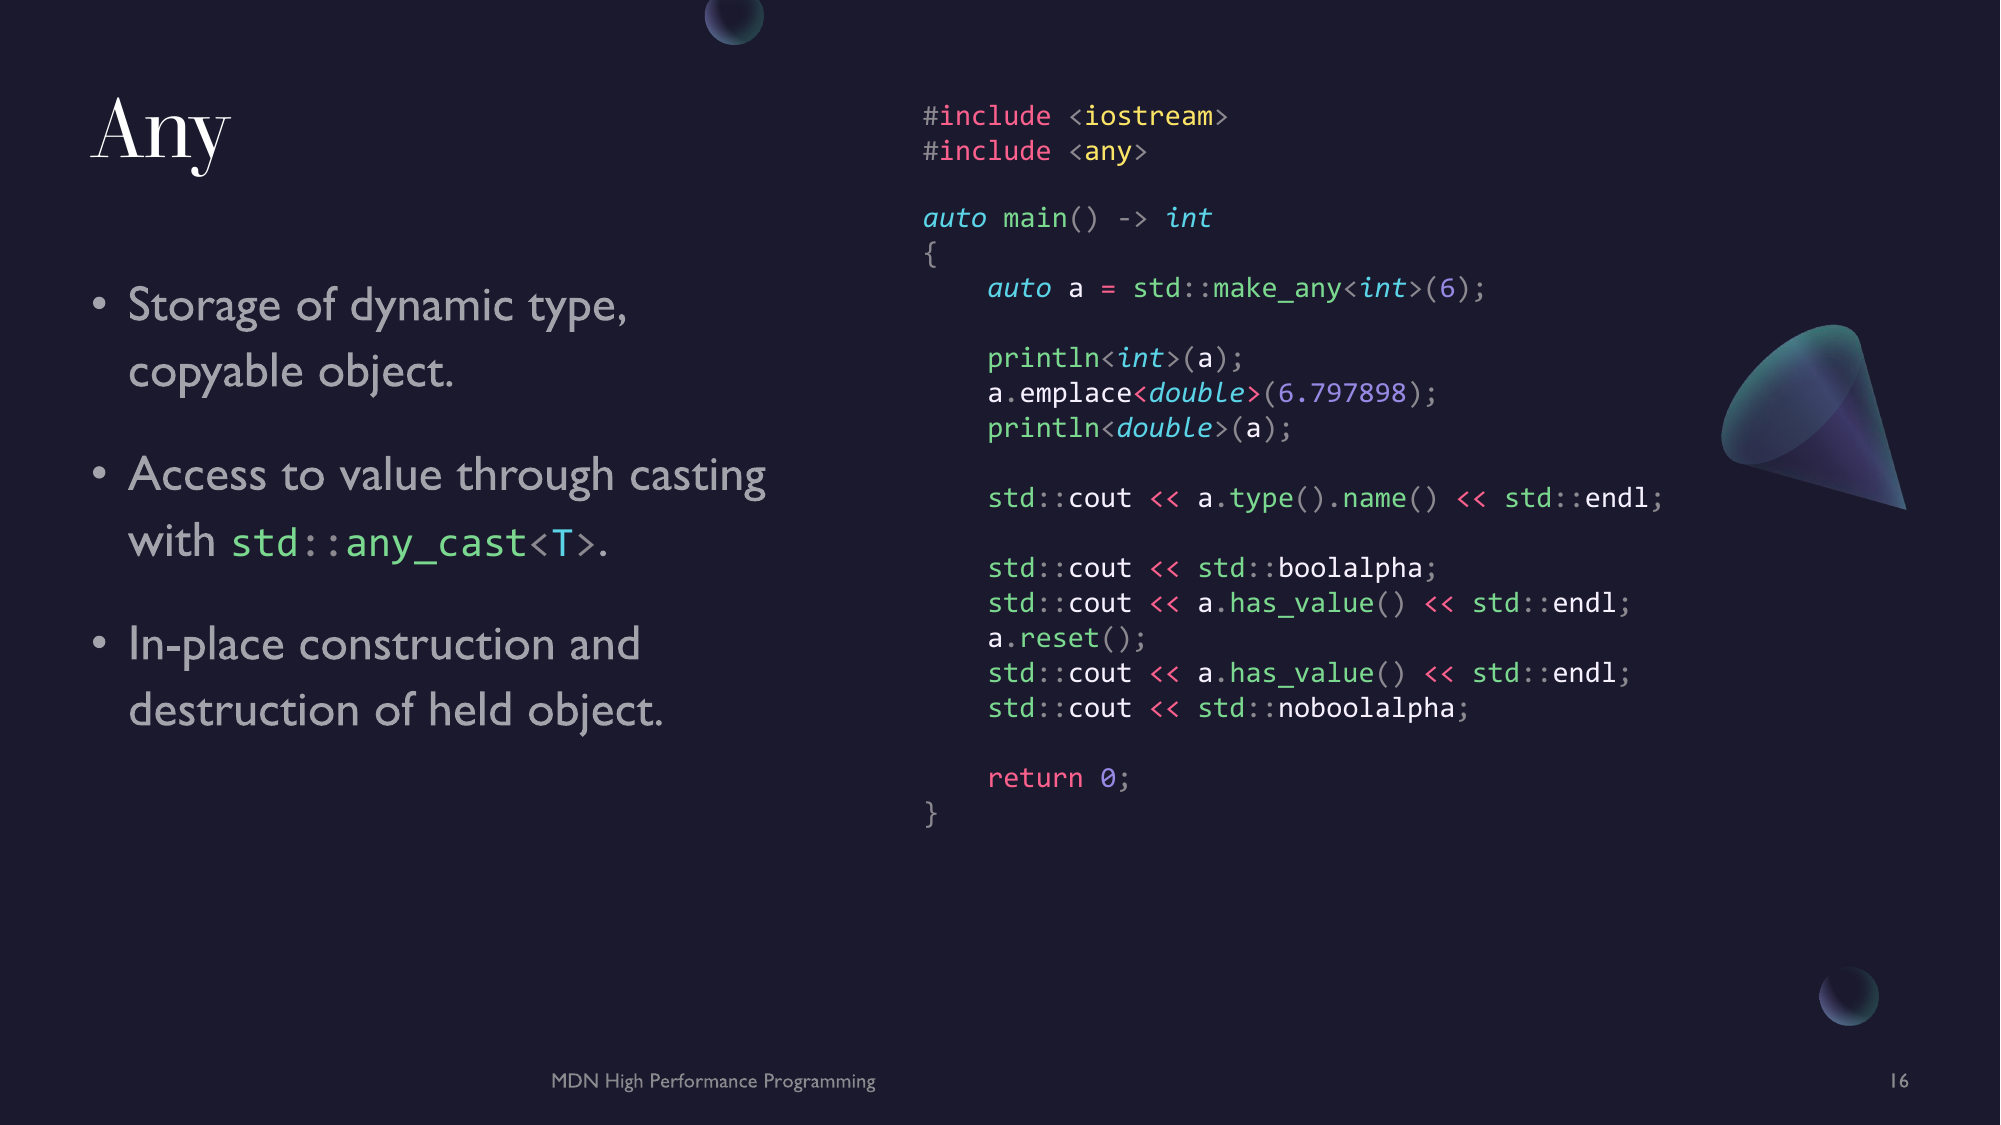 Any
• Storage of dynamic type,
copyable object.
• Access to value through casting
with std::any_cast<T>.
• In-place construction and
destruction of held object.
#include <iostream>
#include <any>

auto main() -> int
{
    auto a = std::make_any<int>(6);

    println<int>(a);
    a.emplace<double>(6.797898);
    println<double>(a);

    std::cout << a.type().name() << std::endl;

    std::cout << std::boolalpha;
    std::cout << a.has_value() << std::endl;
    a.reset();
    std::cout << a.has_value() << std::endl;
    std::cout << std::noboolalpha;

    return 0;
}
MDN High Performance Programming
16